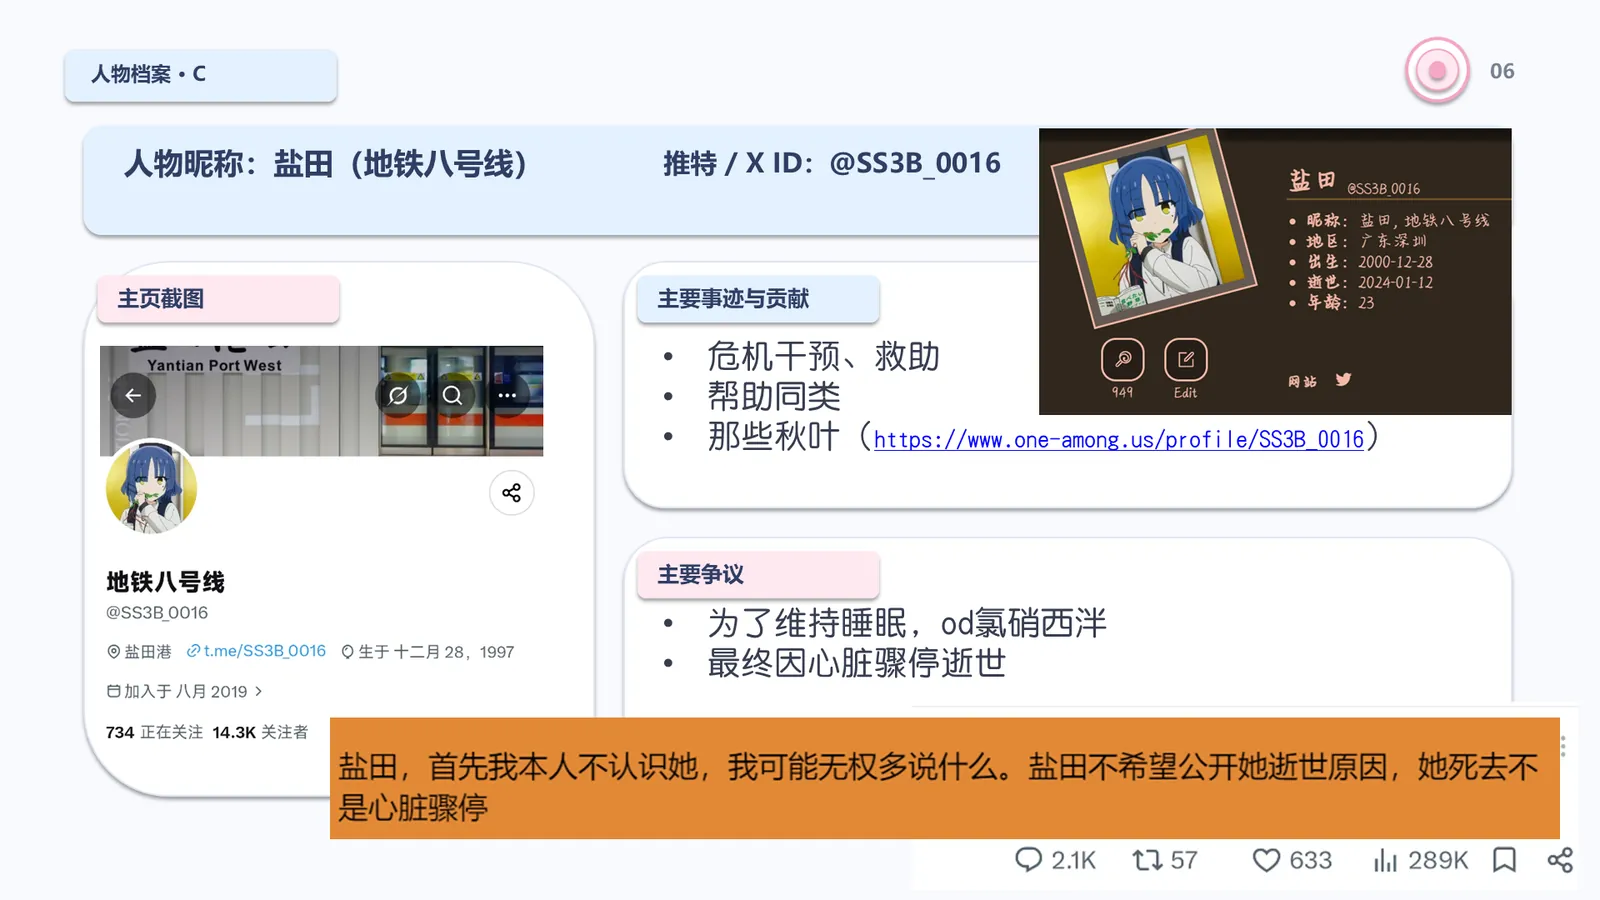 人物档案・C
06
人物昵称：盐田（地铁八号线）
推特 / X ID：@SS3B_0016
盐田 @SS3B_0016
• 昵称： 盐田, 地铁八号线
• 地区： 广东深圳
• 出生： 2000-12-28
• 逝世： 2024-01-12
• 年龄： 23
949
Edit
网站
主页截图
Yantian Port West
地铁八号线
@SS3B_0016
盐田港 t.me/SS3B_0016 生于 十二月 28，1997
加入于 八月 2019
734 正在关注 14.3K 关注者
主要事迹与贡献
• 危机干预、救助
• 帮助同类
• 那些秋叶（https://www.one-among.us/profile/SS3B_0016）
主要争议
• 为了维持睡眠，od氯硝西泮
• 最终因心脏骤停逝世
盐田，首先我本人不认识她，我可能无权多说什么。盐田不希望公开她逝世原因，她死去不
是心脏骤停
2.1K 57 633 289K